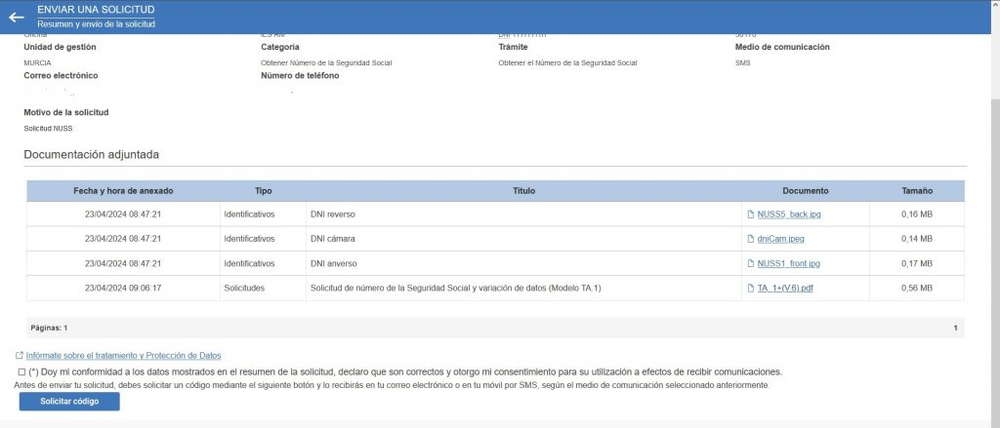 ENVIAR UNA SOLICITUD
Resumen y envío de la solicitud
Oficina
Unidad de gestión Categoría Trámite Medio de comunicación
MURCIA Obtener Número de la Seguridad Social Obtener el Número de la Seguridad Social SMS
Correo electrónico Número de teléfono
Motivo de la solicitud
Solicitud NUSS
Documentación adjuntada
Fecha y hora de anexado Tipo Título Documento Tamaño
23/04/2024 08:47:21 Identificativos DNI reverso NUSS5_back.jpg 0,16 MB
23/04/2024 08:47:21 Identificativos DNI cámara dniCam.jpeg 0,14 MB
23/04/2024 08:47:21 Identificativos DNI anverso NUSS1_front.jpg 0,17 MB
23/04/2024 09:06:17 Solicitudes Solicitud de número de la Seguridad Social y variación de datos (Modelo TA.1) TA_1+(V.6).pdf 0,56 MB
Páginas: 1 1
Infórmate sobre el tratamiento y Protección de Datos
(*) Doy mi conformidad a los datos mostrados en el resumen de la solicitud, declaro que son correctos y otorgo mi consentimiento para su utilización a efectos de recibir comunicaciones.
Antes de enviar tu solicitud, debes solicitar un código mediante el siguiente botón y lo recibirás en tu correo electrónico o en tu móvil por SMS, según el medio de comunicación seleccionado anteriormente.
Solicitar código